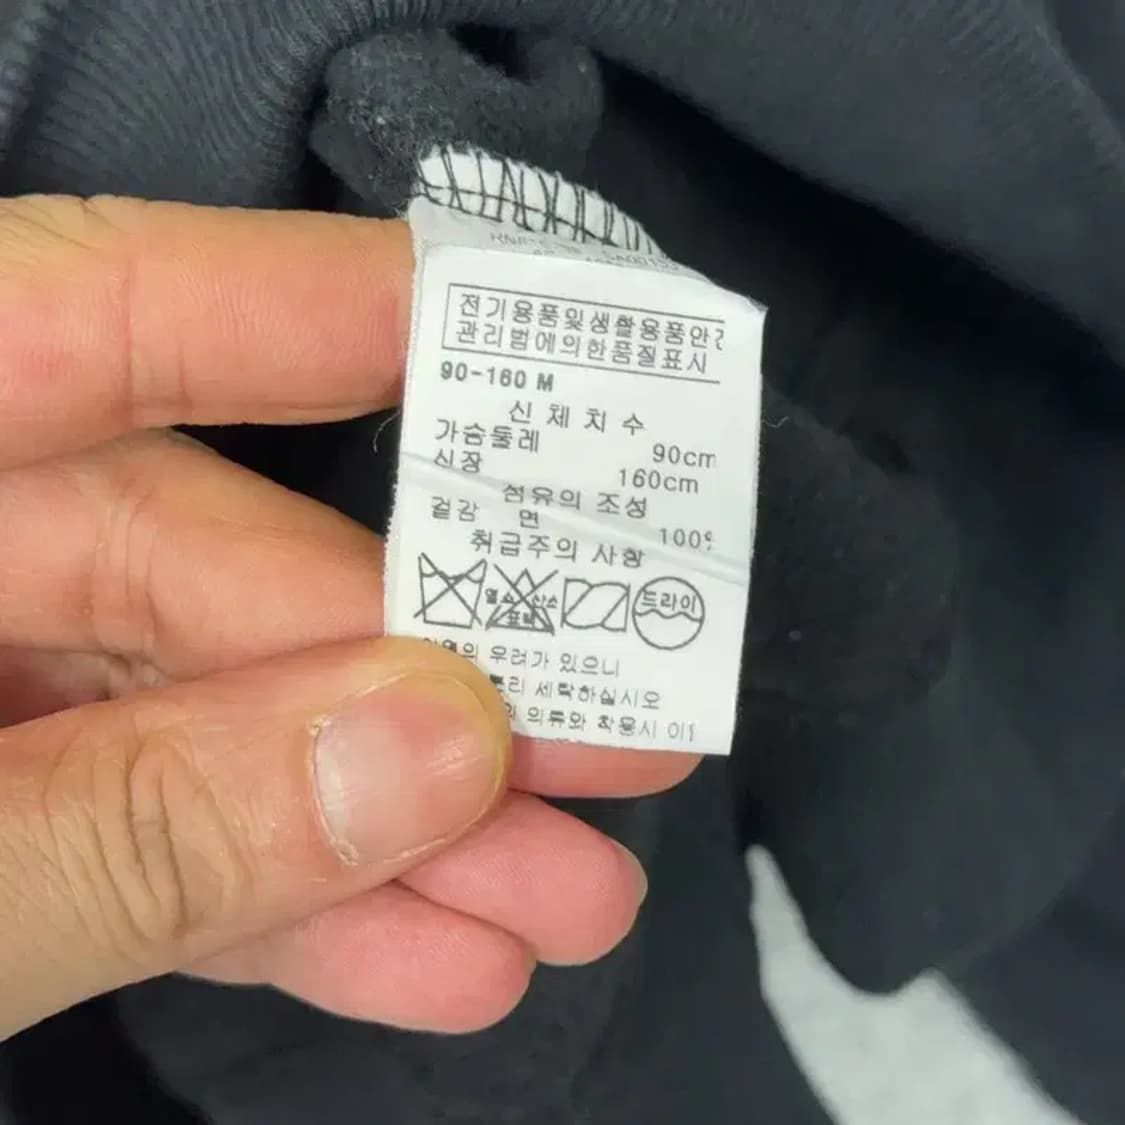 전기용품및생활용품안전
관리법에의한품질표시
90-160 M
신 체 치 수
가슴둘레 90cm
신장 160cm
섬유의 조성
겉감 면 100%
취급주의 사항
드라이
우려가 있으니
세탁하십시오
의류와 착용시